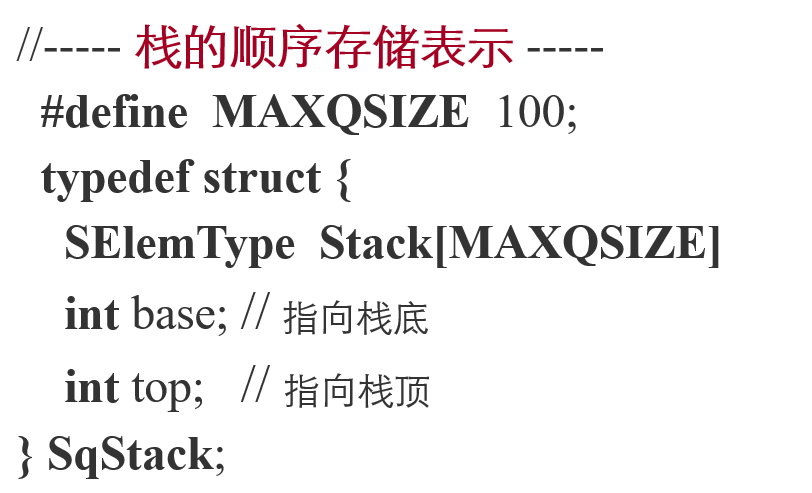 //----- 栈的顺序存储表示 -----
#define MAXQSIZE 100;
typedef struct {
SElemType Stack[MAXQSIZE]
int base; // 指向栈底
int top; // 指向栈顶
} SqStack;